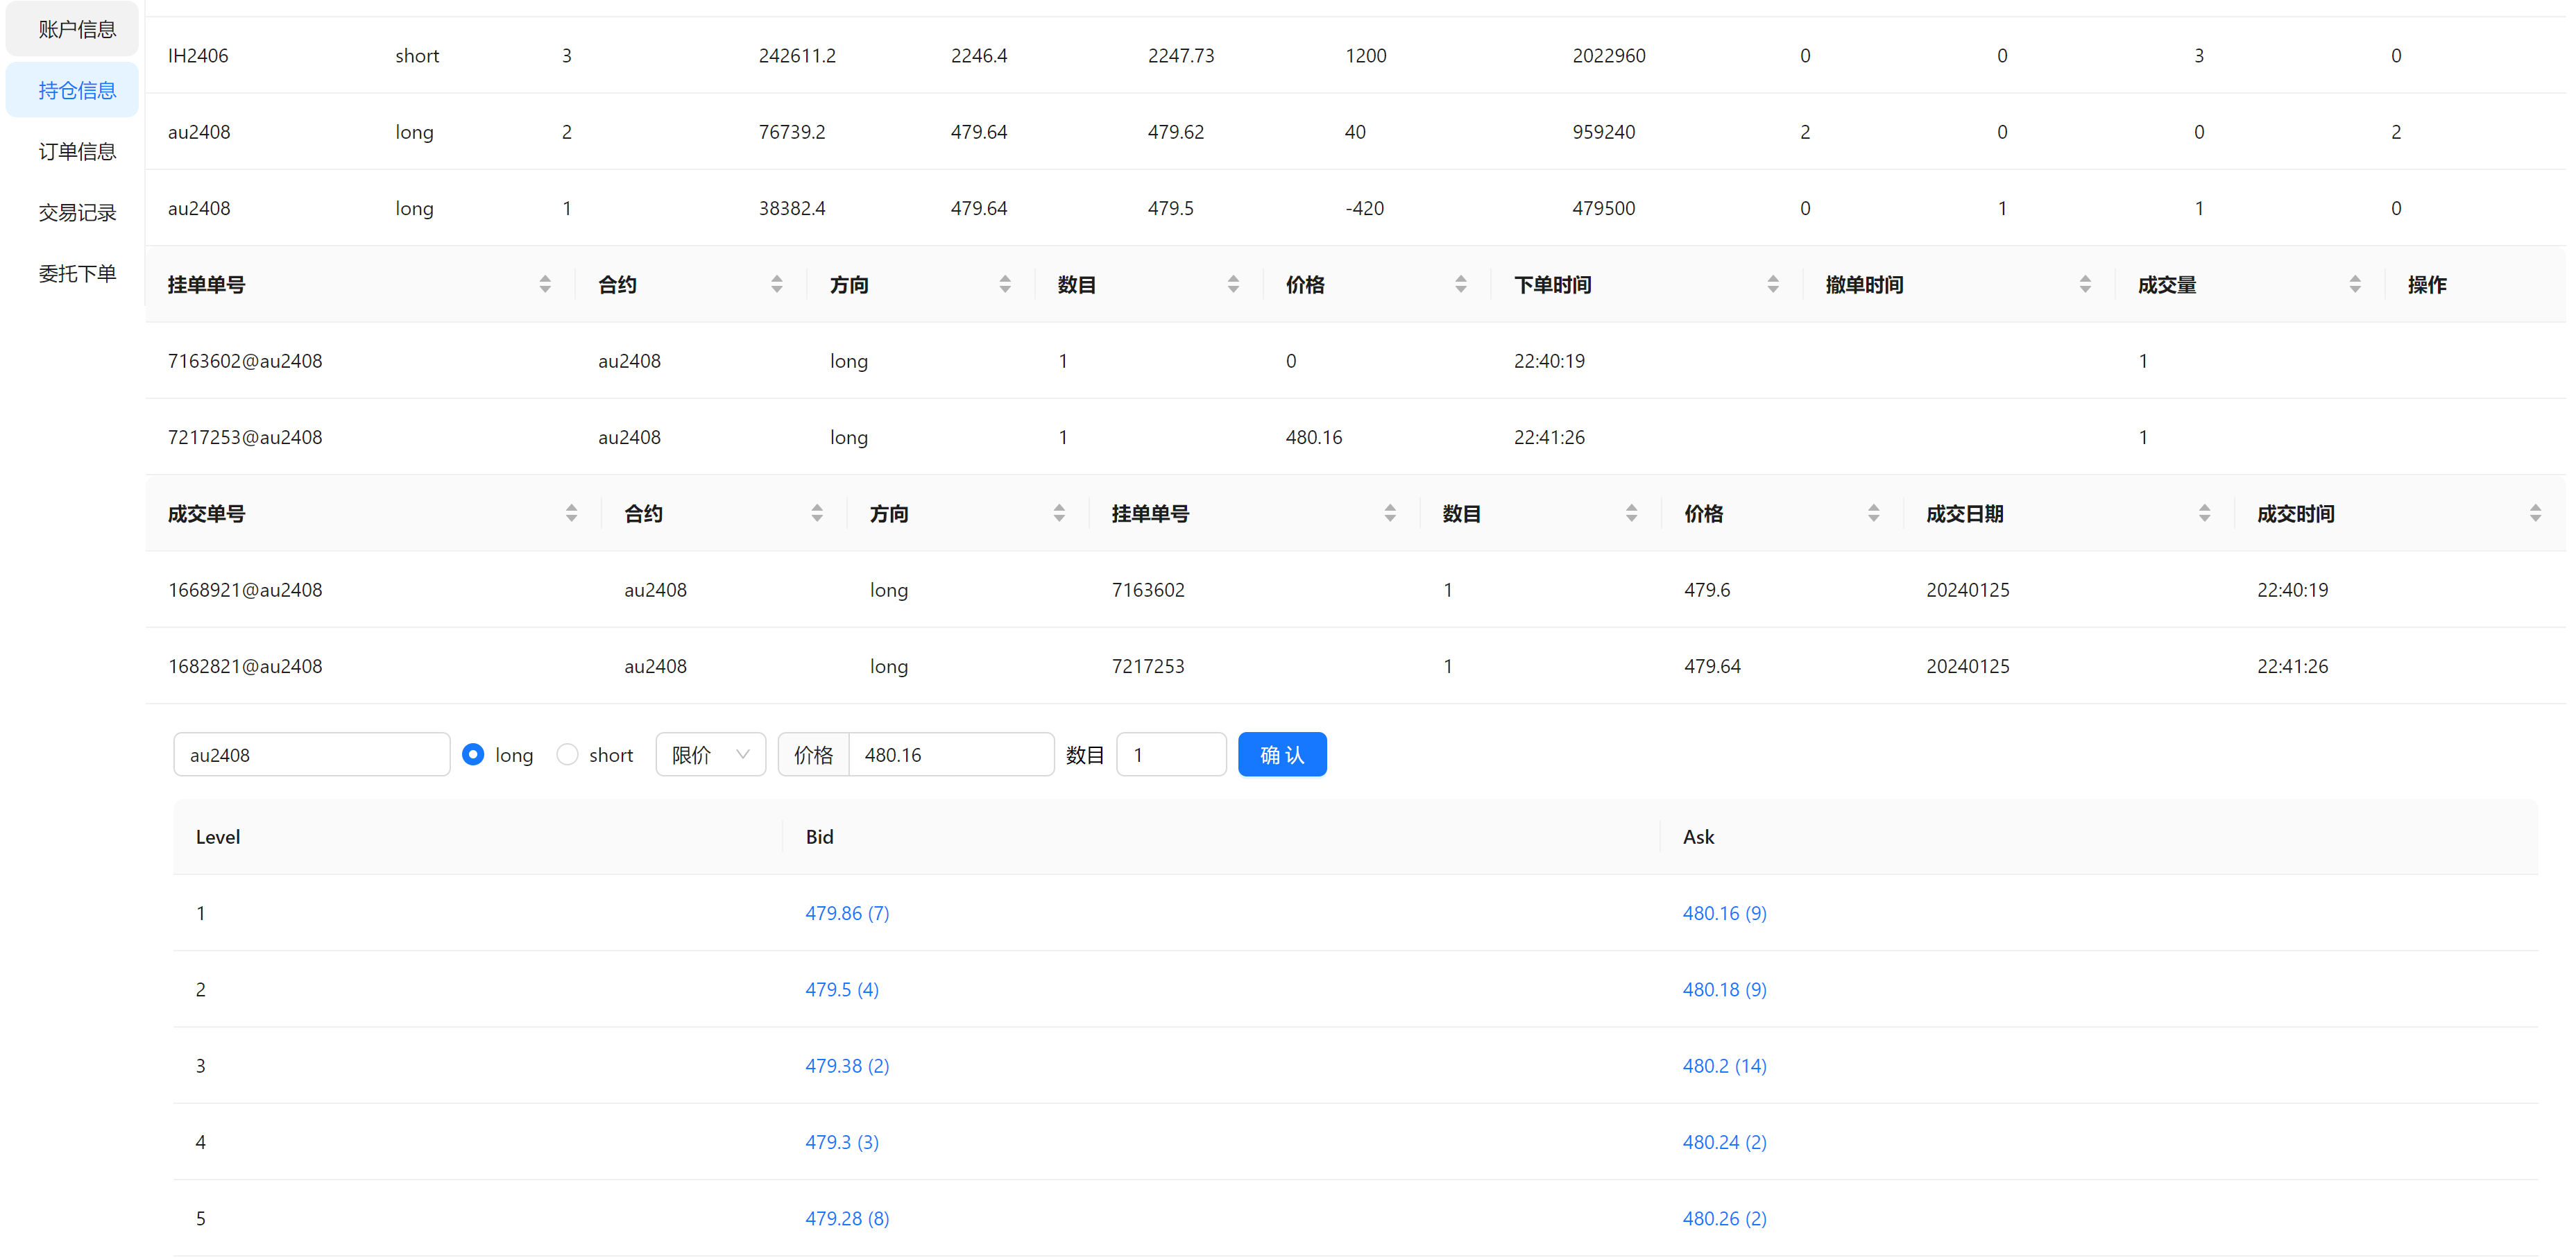 账户信息
持仓信息
订单信息
交易记录
委托下单
IH2406 short 3 242611.2 2246.4 2247.73 1200 2022960 0 0 3 0
au2408 long 2 76739.2 479.64 479.62 40 959240 2 0 0 2
au2408 long 1 38382.4 479.64 479.5 -420 479500 0 1 1 0
挂单单号 合约 方向 数目 价格 下单时间 撤单时间 成交量 操作
7163602@au2408 au2408 long 1 0 22:40:19 1
7217253@au2408 au2408 long 1 480.16 22:41:26 1
成交单号 合约 方向 挂单单号 数目 价格 成交日期 成交时间
1668921@au2408 au2408 long 7163602 1 479.6 20240125 22:40:19
1682821@au2408 au2408 long 7217253 1 479.64 20240125 22:41:26
au2408 long short 限价 价格 480.16 数目 1 确 认
Level Bid Ask
1 479.86 (7) 480.16 (9)
2 479.5 (4) 480.18 (9)
3 479.38 (2) 480.2 (14)
4 479.3 (3) 480.24 (2)
5 479.28 (8) 480.26 (2)